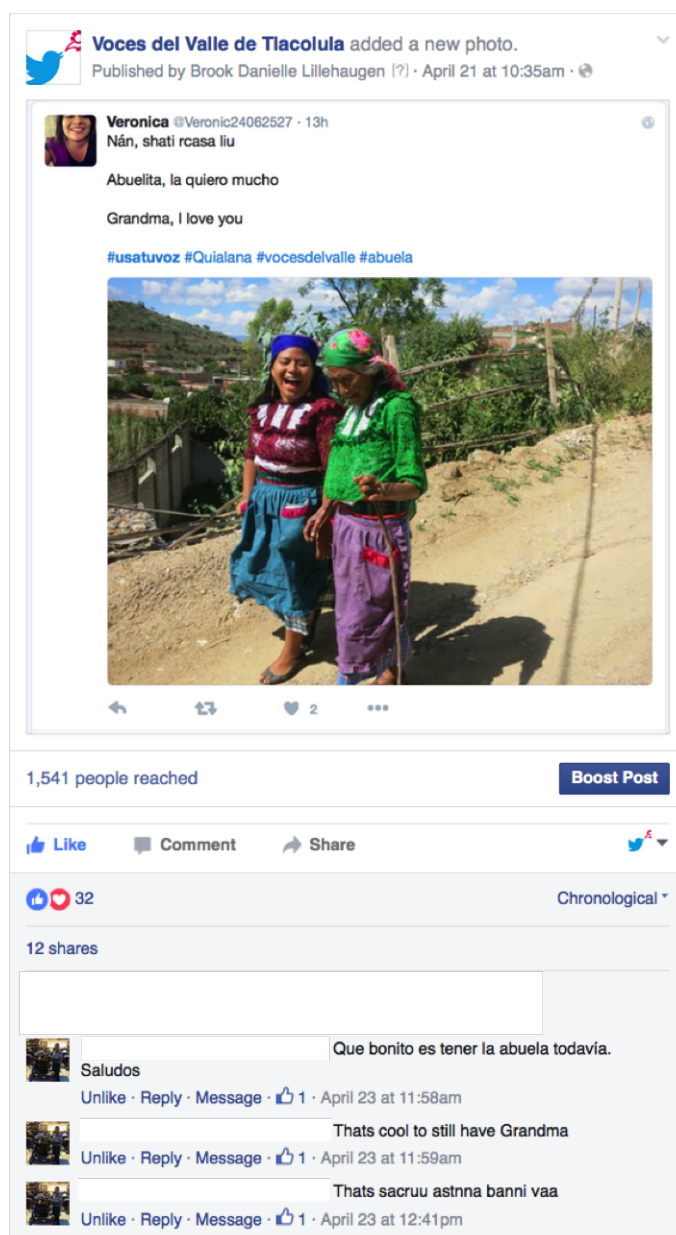 Voces del Valle de Tlacolula added a new photo.
Published by Brook Danielle Lillehaugen [?] · April 21 at 10:35am ·
Veronica @Veronic24062527 · 13h
Nán, shati rcasa liu
Abuelita, la quiero mucho
Grandma, I love you
#usatuvoz #Quialana #vocesdelvalle #abuela
2
1,541 people reached
Boost Post
Like Comment Share
32 Chronological
12 shares
Que bonito es tener la abuela todavía.
Saludos
Unlike · Reply · Message · 1 · April 23 at 11:58am
Thats cool to still have Grandma
Unlike · Reply · Message · 1 · April 23 at 11:59am
Thats sacruu astnna banni vaa
Unlike · Reply · Message · 1 · April 23 at 12:41pm